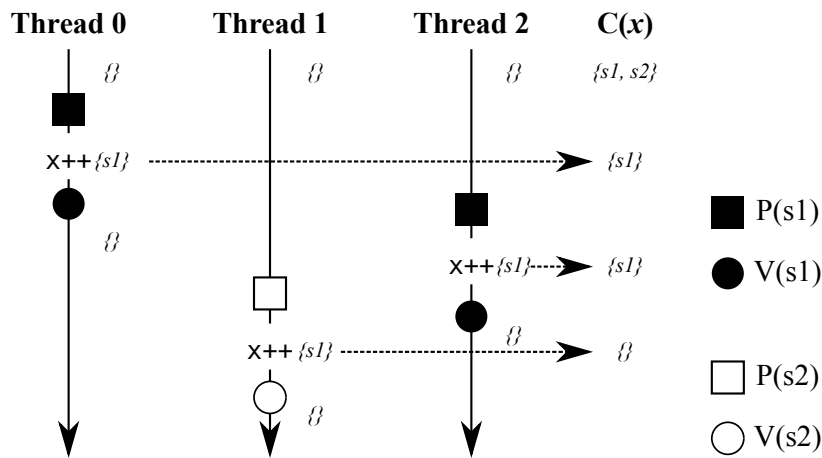 Thread 0 Thread 1 Thread 2 C(x)
{} {} {} {s1, s2}
x++ {s1} {s1}
P(s1)
{}
x++ {s1} {s1}
V(s1)
{}
x++ {s1} {}
P(s2)
{}
V(s2)